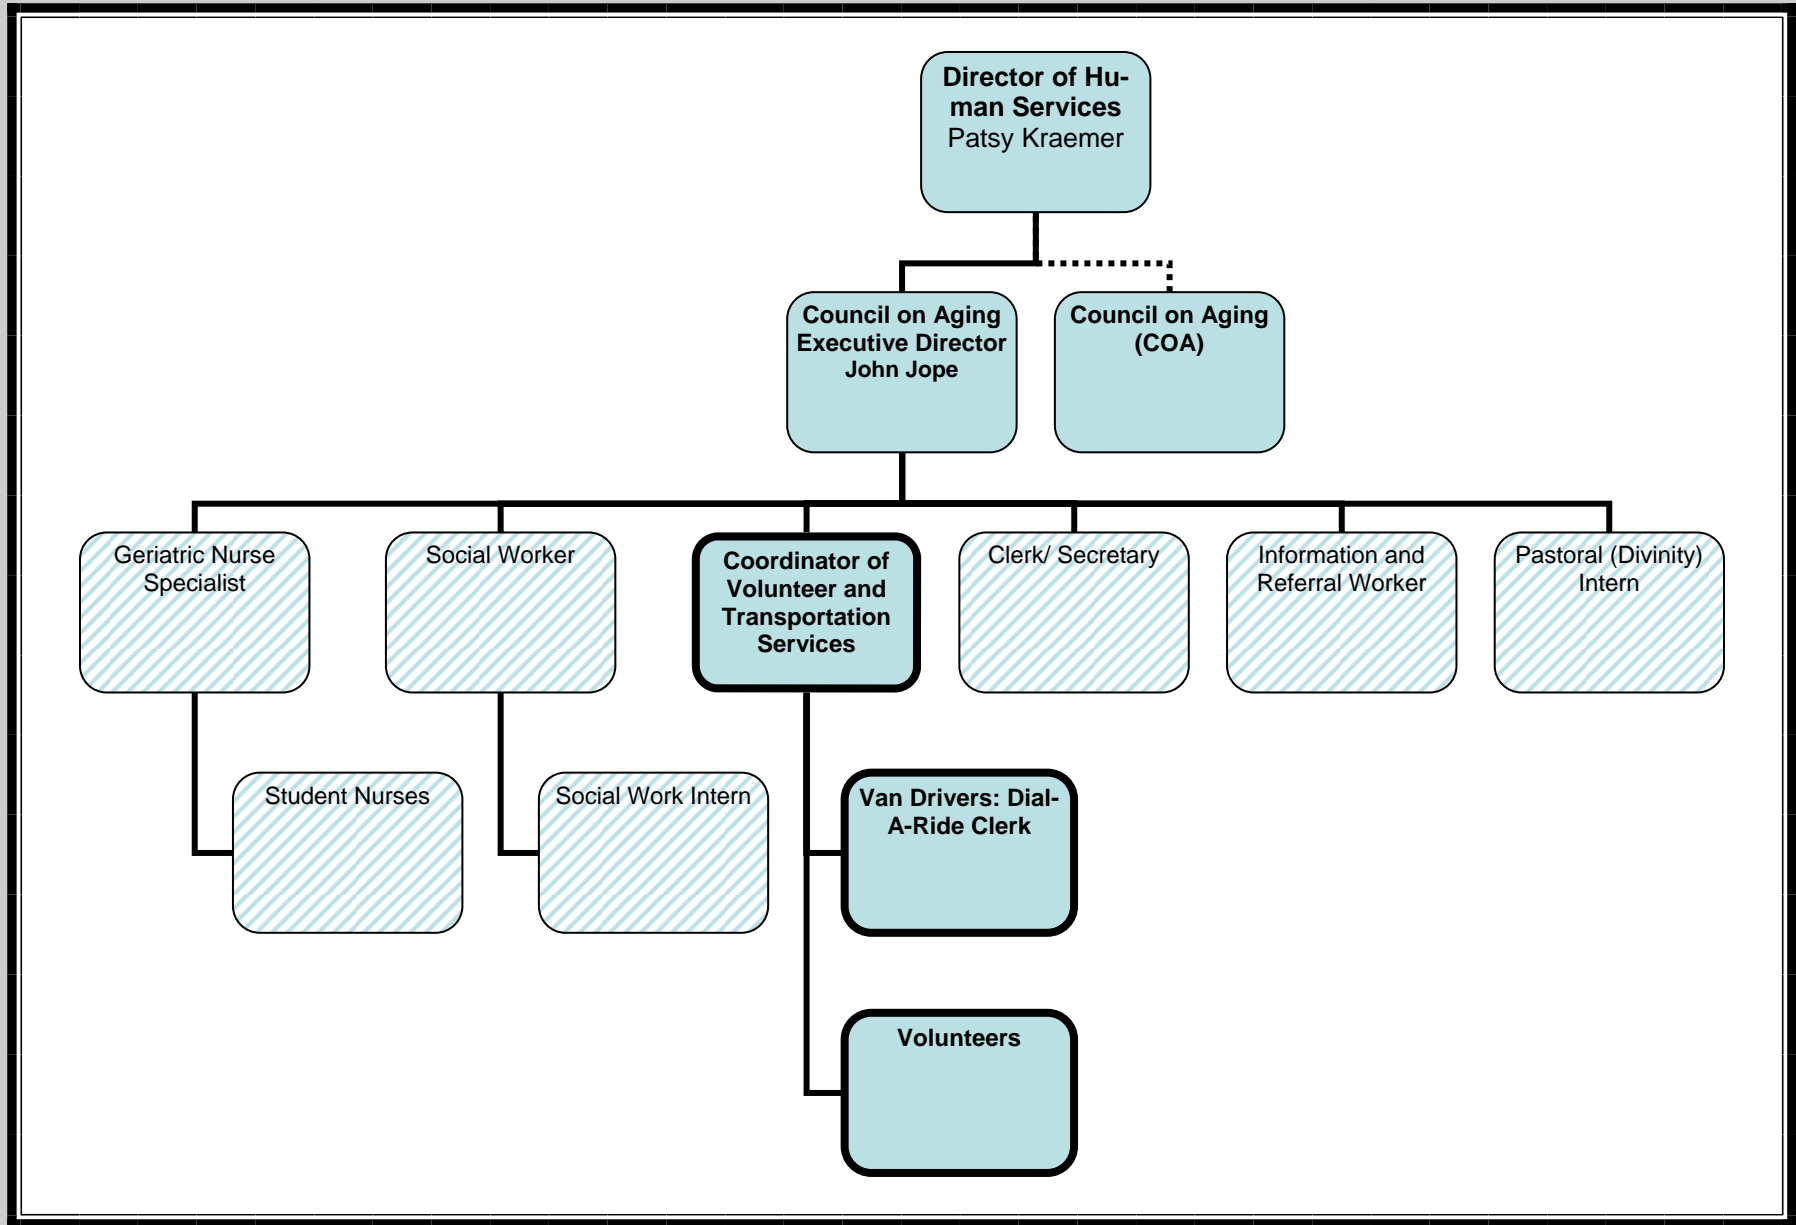 Director of Hu-
man Services
Patsy Kraemer
Council on Aging
Executive Director
John Jope
Council on Aging
(COA)
Geriatric Nurse
Specialist
Social Worker
Coordinator of
Volunteer and
Transportation
Services
Clerk/ Secretary
Information and
Referral Worker
Pastoral (Divinity)
Intern
Student Nurses
Social Work Intern
Van Drivers: Dial-
A-Ride Clerk
Volunteers